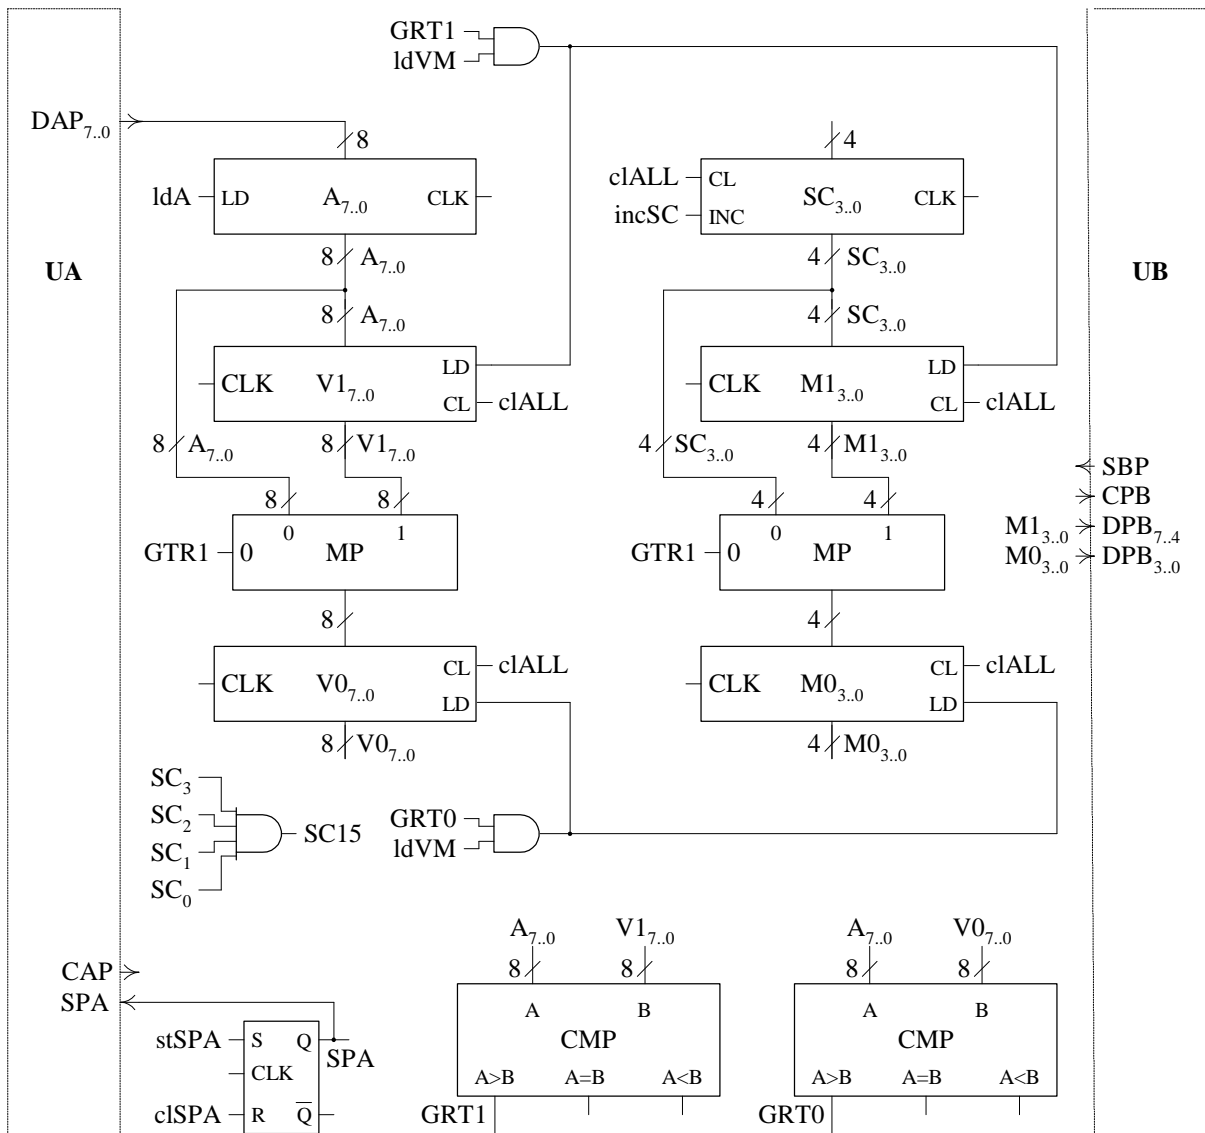 GRT1
ldVM
DAP7..0
8
4
ldA LD A7..0 CLK
clALL CL SC3..0 CLK
incSC INC
8 A7..0
4 SC3..0
UA
UB
8 A7..0
4 SC3..0
CLK V17..0 LD
CL clALL
CLK M13..0 LD
CL clALL
8 A7..0
8 V17..0
4 SC3..0
4 M13..0
SBP
CPB
M13..0 DPB7..4
M03..0 DPB3..0
8
8
4
4
GTR1 0 0 MP 1
GTR1 0 0 MP 1
8
4
CLK V07..0 CL clALL
LD
CLK M03..0 CL clALL
LD
8 V07..0
4 M03..0
SC3
SC2
SC1
SC0
SC15
GRT0
ldVM
A7..0
V17..0
A7..0
V07..0
8
8
8
8
CAP
SPA
A B
CMP
A>B A=B A<B
GRT1
A B
CMP
A>B A=B A<B
GRT0
stSPA S Q SPA
CLK
clSPA R Q̅